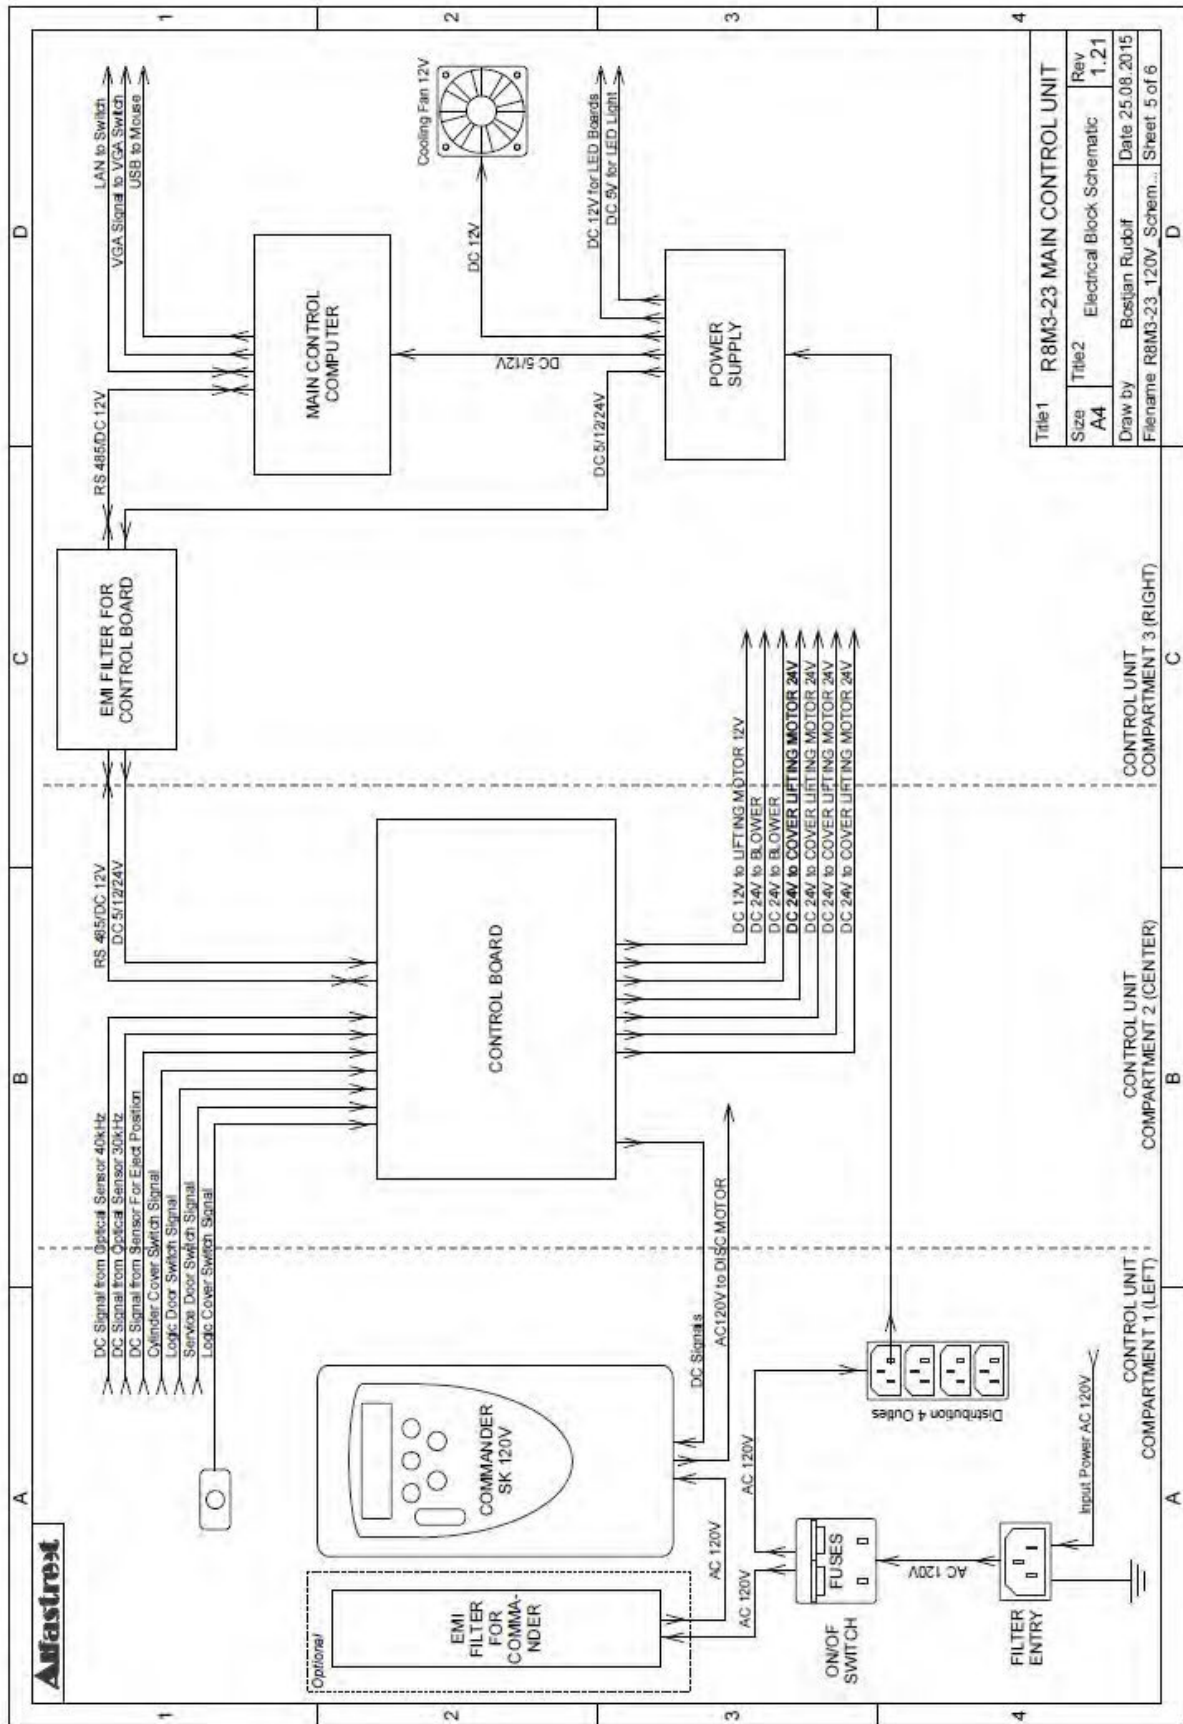 Alfastreet
A
B
C
D
1
2
3
4
DC Signal from Optical Sensor 40kHz
DC Signal from Optical Sensor 30kHz
DC Signal from Sensor For Eject Position
Cylinder Cover Switch Signal
Logic Door Switch Signal
Service Door Switch Signal
Logic Cover Switch Signal
RS 485/DC 12V
DC 5/12/24V
EMI FILTER FOR
CONTROL BOARD
RS 485/DC 12V
LAN to Switch
VGA Signal to VGA Switch
USB to Mouse
MAIN CONTROL
COMPUTER
Cooling Fan 12V
DC 12V
DC 5/12V
DC 5/12/24V
DC 12V for LED Boards
DC 5V for LED Light
POWER
SUPPLY
Optional
EMI
FILTER
FOR
COMMA-
NDER
COMMANDER
SK 120V
CONTROL BOARD
DC Signals
AC120V to DISC MOTOR
AC 120V
AC 120V
AC 120V
DC 12V to LIFTING MOTOR 12V
DC 24V to BLOWER
DC 24V to BLOWER
DC 24V to COVER LIFTING MOTOR 24V
DC 24V to COVER LIFTING MOTOR 24V
DC 24V to COVER LIFTING MOTOR 24V
DC 24V to COVER LIFTING MOTOR 24V
ON/OF
SWITCH
FUSES
AC 120V
FILTER
ENTRY
Distribution 4 Outles
Input Power AC 120V
CONTROL UNIT
COMPARTMENT 1 (LEFT)
CONTROL UNIT
COMPARTMENT 2 (CENTER)
CONTROL UNIT
COMPARTMENT 3 (RIGHT)
Title1 R8M3-23 MAIN CONTROL UNIT
Size A4 Title2 Electrical Block Schematic Rev 1.21
Draw by Bostjan Rudolf Date 25.08.2015
Filename R8M3-23_120V_Schem... Sheet 5 of 6
1
2
3
4
A
B
C
D